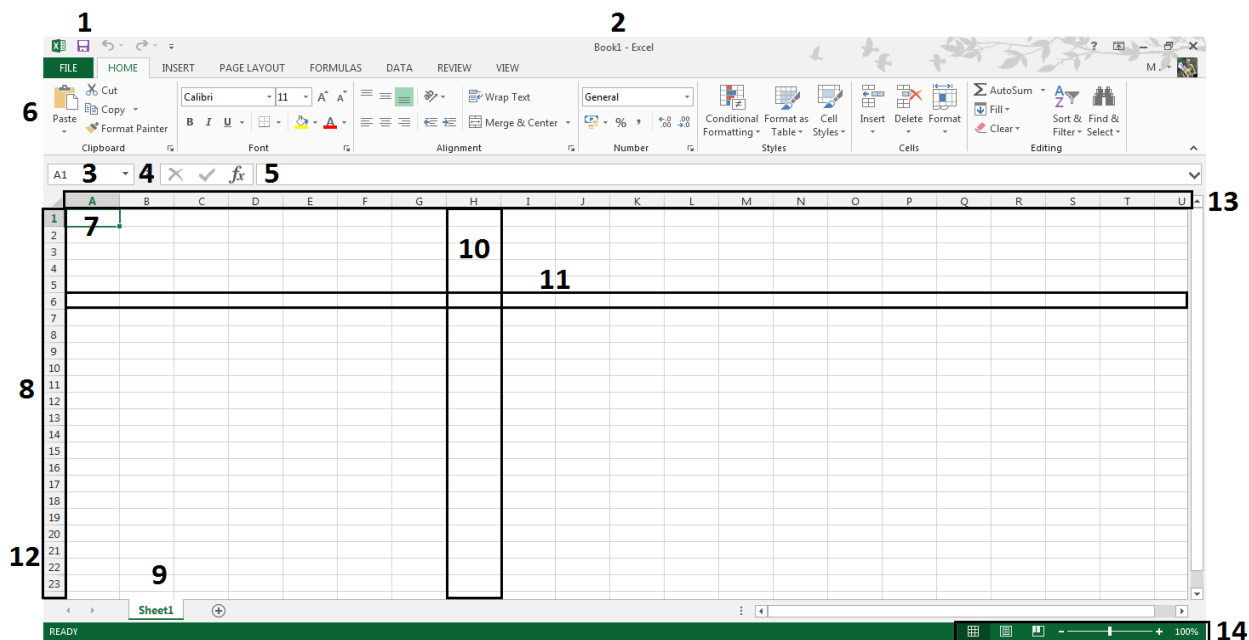 1 2
Book1 - Excel ?
FILE HOME INSERT PAGE LAYOUT FORMULAS DATA REVIEW VIEW M.
6 Paste Cut Calibri 11 A A Wrap Text General Conditional Format as Cell Insert Delete Format AutoSum Sort & Find &
Copy Fill
Format Painter B I U A Merge & Center % , .00 .00 Formatting Table Styles Clear Filter Select
Clipboard Font Alignment Number Styles Cells Editing
A1 3 4 fx 5
A B C D E F G H I J K L M N O P Q R S T U 13
1 7
2
3 10
4 11
5
6
7
8
9
10
8 11
12
13
14
15
16
17
18
19
20
12 21
22
23 9
Sheet1
READY 100% 14